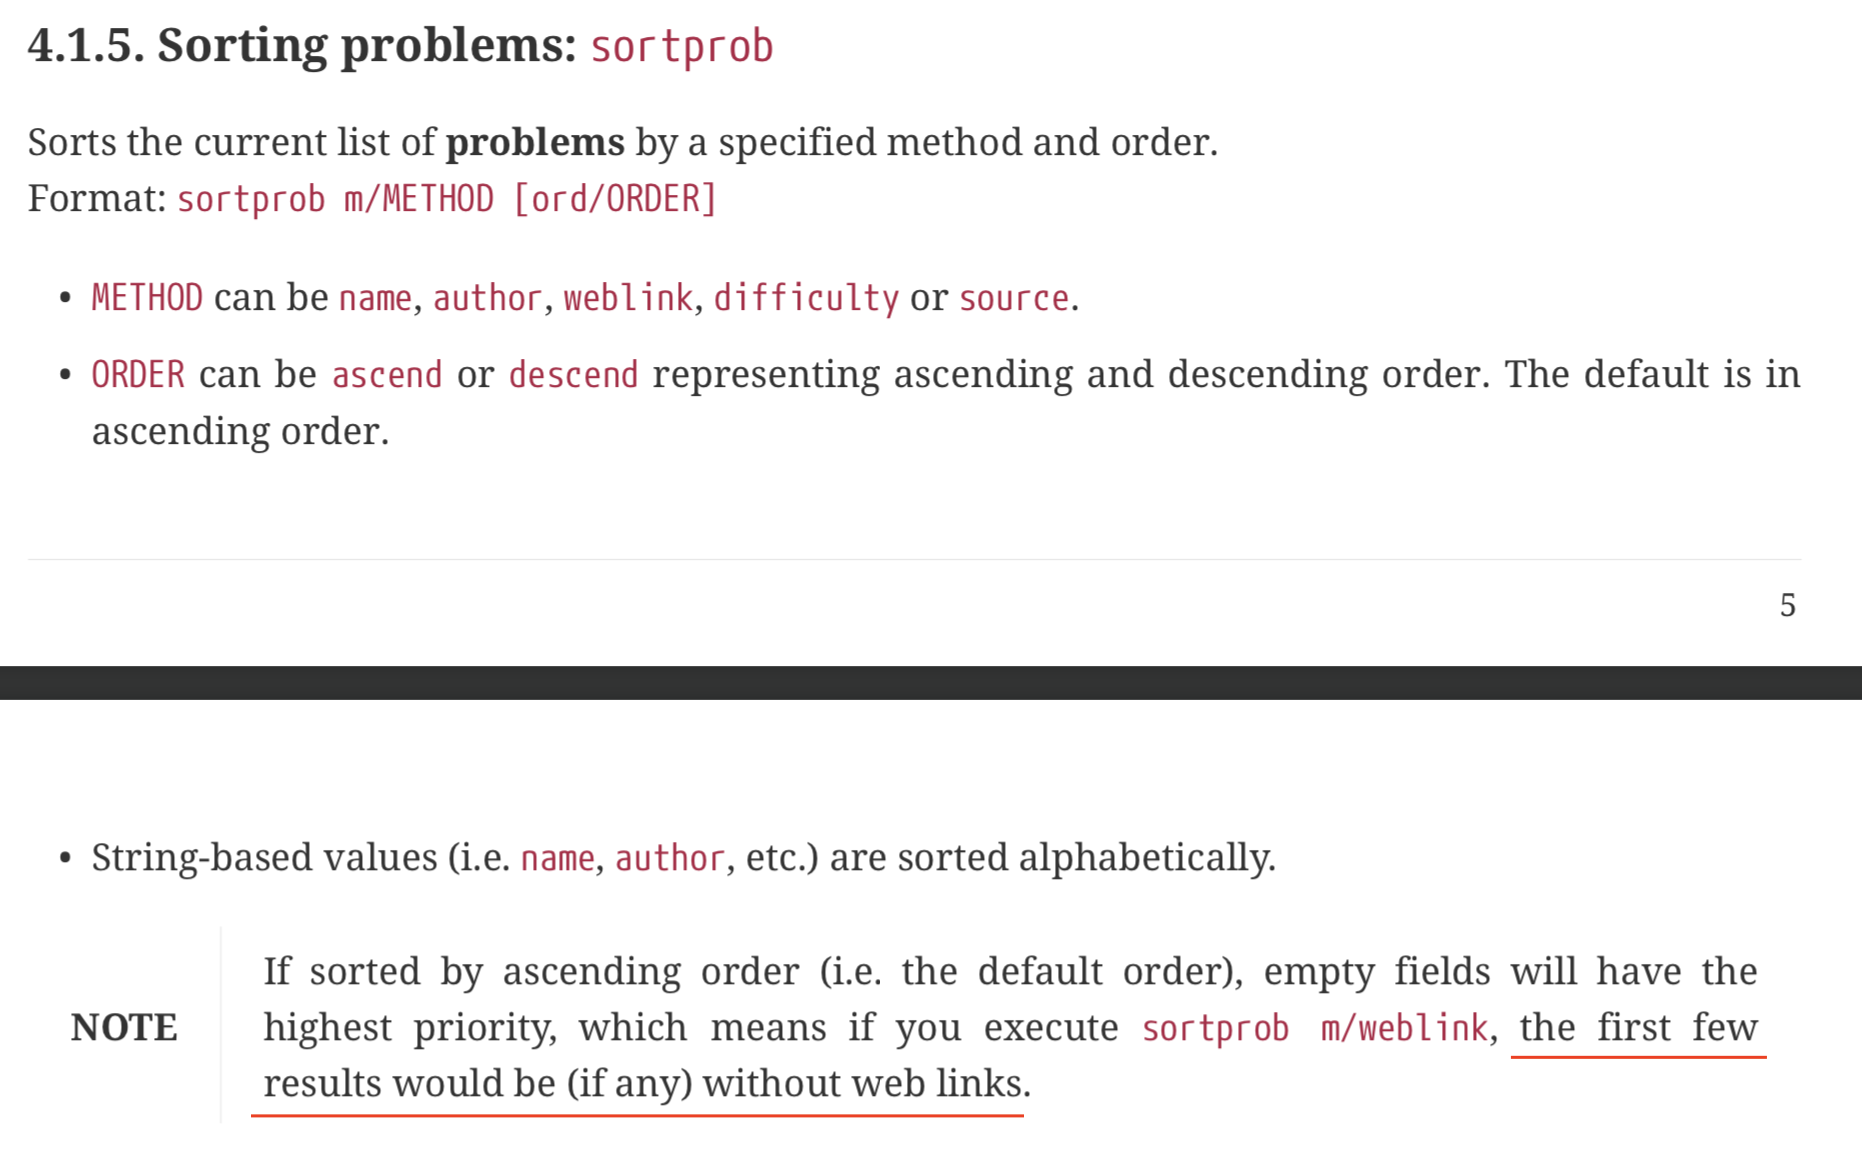 4.1.5. Sorting problems: sortprob
Sorts the current list of problems by a specified method and order.
Format: sortprob m/METHOD [ord/ORDER]
• METHOD can be name, author, weblink, difficulty or source.
• ORDER can be ascend or descend representing ascending and descending order. The default is in
ascending order.
5
• String-based values (i.e. name, author, etc.) are sorted alphabetically.
If sorted by ascending order (i.e. the default order), empty fields will have the
NOTE highest priority, which means if you execute sortprob m/weblink, the first few
results would be (if any) without web links.